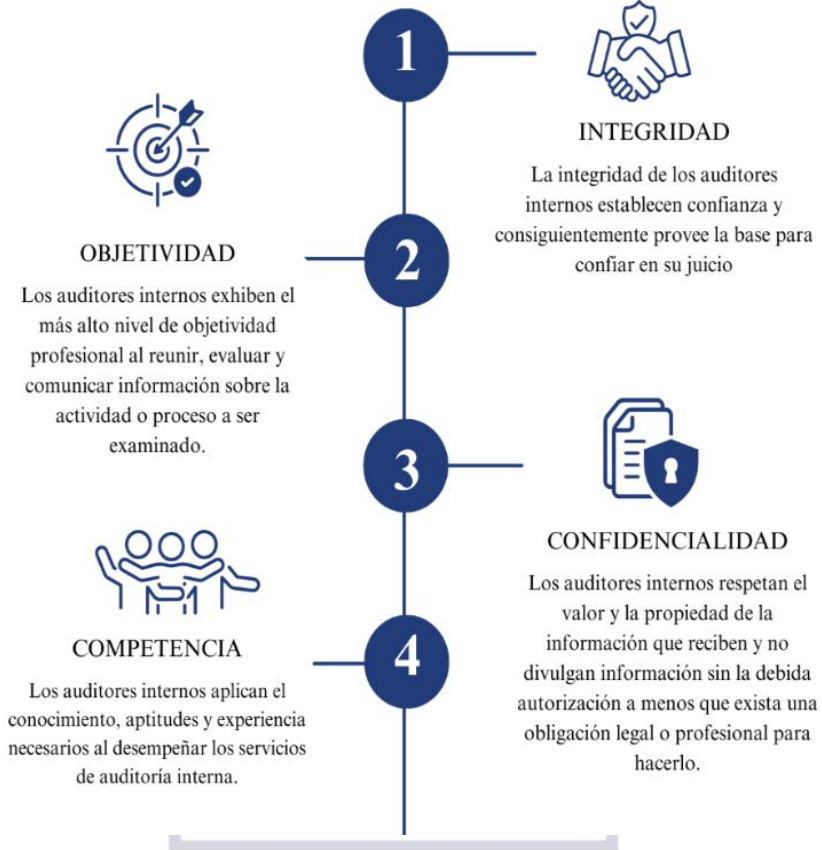 1
INTEGRIDAD
La integridad de los auditores
internos establecen confianza y
consiguientemente provee la base para
confiar en su juicio
2
OBJETIVIDAD
Los auditores internos exhiben el
más alto nivel de objetividad
profesional al reunir, evaluar y
comunicar información sobre la
actividad o proceso a ser
examinado.
3
CONFIDENCIALIDAD
Los auditores internos respetan el
valor y la propiedad de la
información que reciben y no
divulgan información sin la debida
autorización a menos que exista una
obligación legal o profesional para
hacerlo.
4
COMPETENCIA
Los auditores internos aplican el
conocimiento, aptitudes y experiencia
necesarios al desempeñar los servicios
de auditoría interna.